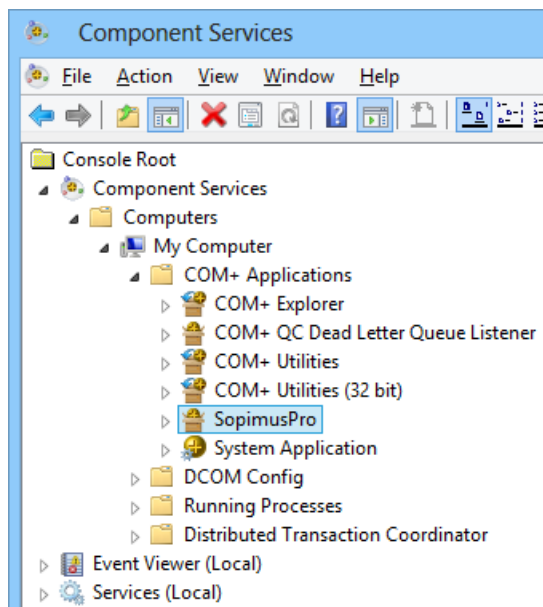 Component Services
File Action View Window Help
Console Root
Component Services
Computers
My Computer
COM+ Applications
COM+ Explorer
COM+ QC Dead Letter Queue Listener
COM+ Utilities
COM+ Utilities (32 bit)
SopimusPro
System Application
DCOM Config
Running Processes
Distributed Transaction Coordinator
Event Viewer (Local)
Services (Local)